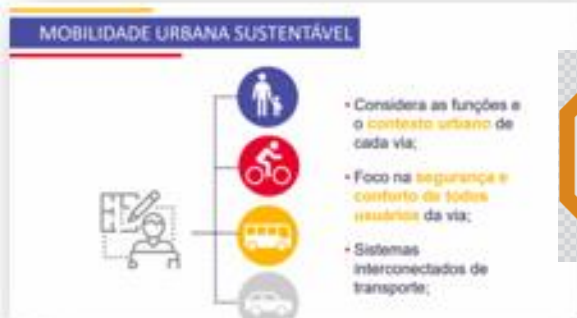 MOBILIDADE URBANA SUSTENTÁVEL
• Considera as funções e
o contexto urbano de
cada via;
• Foco na segurança e
conforto de todos
usuários da via;
• Sistemas
interconectados de
transporte;